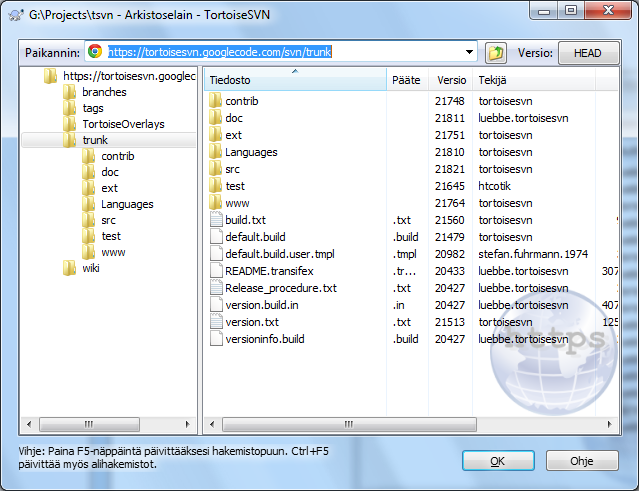 G:\Projects\tsvn - Arkistoselain - TortoiseSVN
Paikannin: https://tortoisesvn.googlecode.com/svn/trunk Versio: HEAD
https://tortoisesvn.googlec
branches
tags
TortoiseOverlays
trunk
contrib
doc
ext
Languages
src
test
www
wiki
Tiedosto Pääte Versio Tekijä
contrib 21748 tortoisesvn
doc 21811 luebbe.tortoisesvn
ext 21751 tortoisesvn
Languages 21810 tortoisesvn
src 21821 tortoisesvn
test 21645 htcotik
www 21764 tortoisesvn
build.txt .txt 21560 tortoisesvn
default.build .build 21479 tortoisesvn
default.build.user.tmpl .tmpl 20982 stefan.fuhrmann.1974
README.transifex .tr... 20433 luebbe.tortoisesvn 307
Release_procedure.txt .txt 20427 luebbe.tortoisesvn
version.build.in .in 20427 luebbe.tortoisesvn 407
version.txt .txt 21513 tortoisesvn 125
versioninfo.build .build 20427 luebbe.tortoisesvn
https
Vihje: Paina F5-näppäintä päivittääksesi hakemistopuun. Ctrl+F5
päivittää myös alihakemistot.
OK Ohje